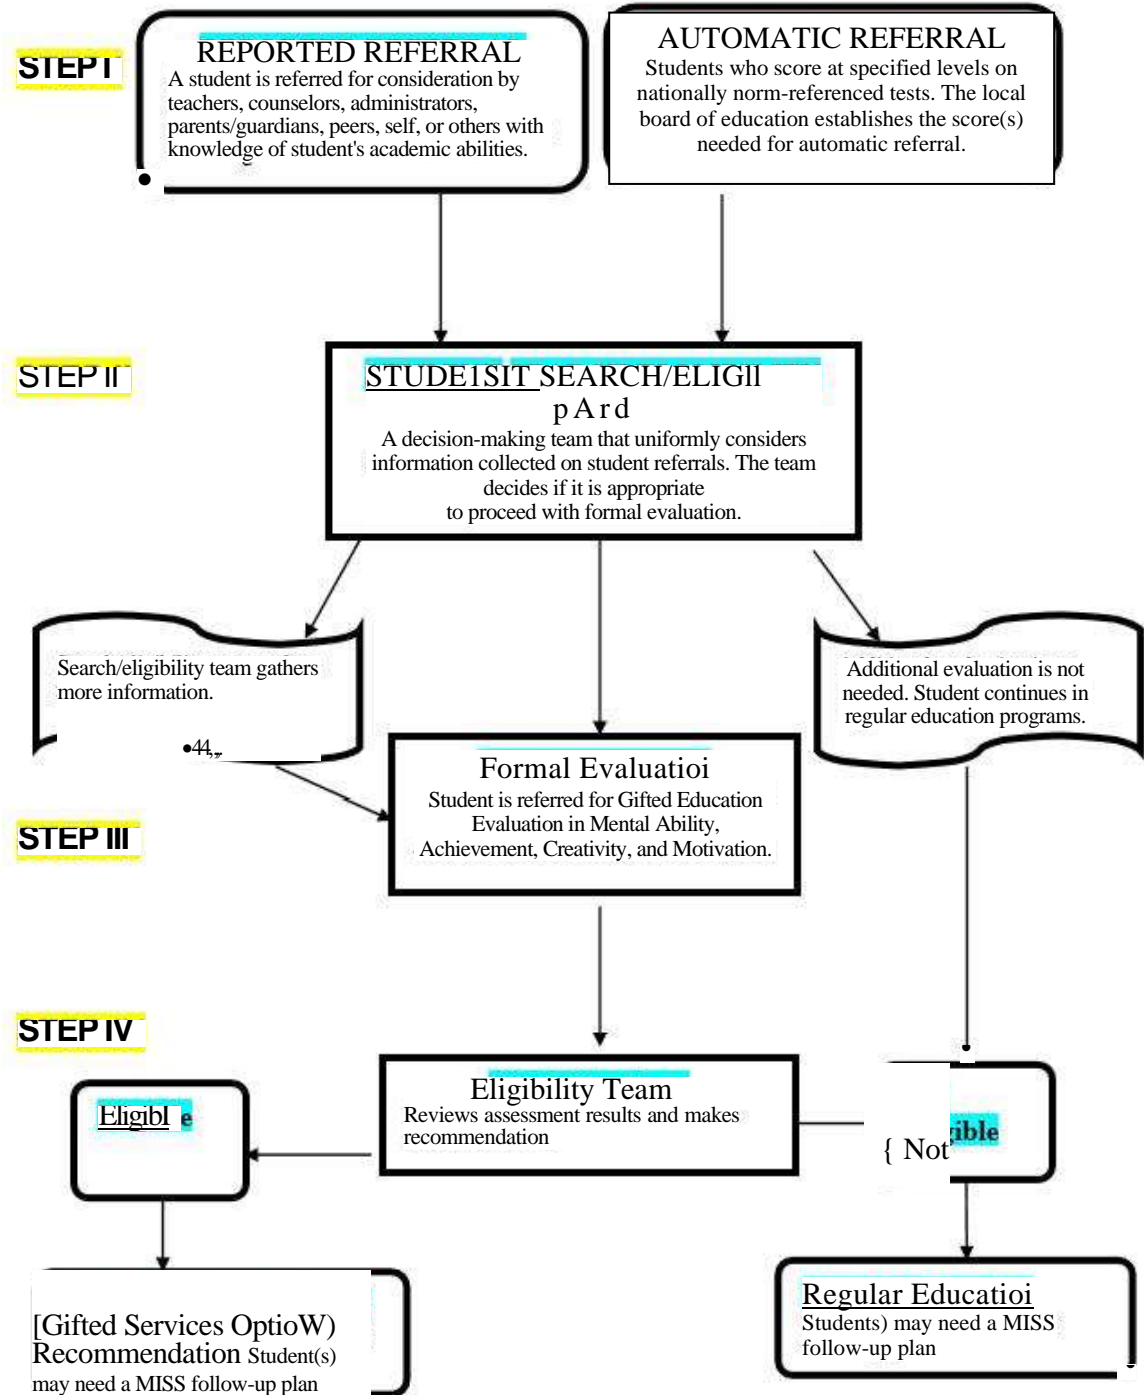 STEP I
REPORTED REFERRAL
A student is referred for consideration by
teachers, counselors, administrators,
parents/guardians, peers, self, or others with
knowledge of student's academic abilities.
AUTOMATIC REFERRAL
Students who score at specified levels on
nationally norm-referenced tests. The local
board of education establishes the score(s)
needed for automatic referral.
STEP II
STUDE1SIT SEARCH/ELIGll
pArd
A decision-making team that uniformly considers
information collected on student referrals. The team
decides if it is appropriate
to proceed with formal evaluation.
Search/eligibility team gathers
more information.
•44,,,
Additional evaluation is not
needed. Student continues in
regular education programs.
Formal Evaluatioi
Student is referred for Gifted Education
Evaluation in Mental Ability,
Achievement, Creativity, and Motivation.
STEP III
STEP IV
Eligibility Team
Reviews assessment results and makes
recommendation
EligibI e
{ Not gible
[Gifted Services OptioW)
Recommendation Student(s)
may need a MISS follow-up plan
Regular Educatioi
Students) may need a MISS
follow-up plan